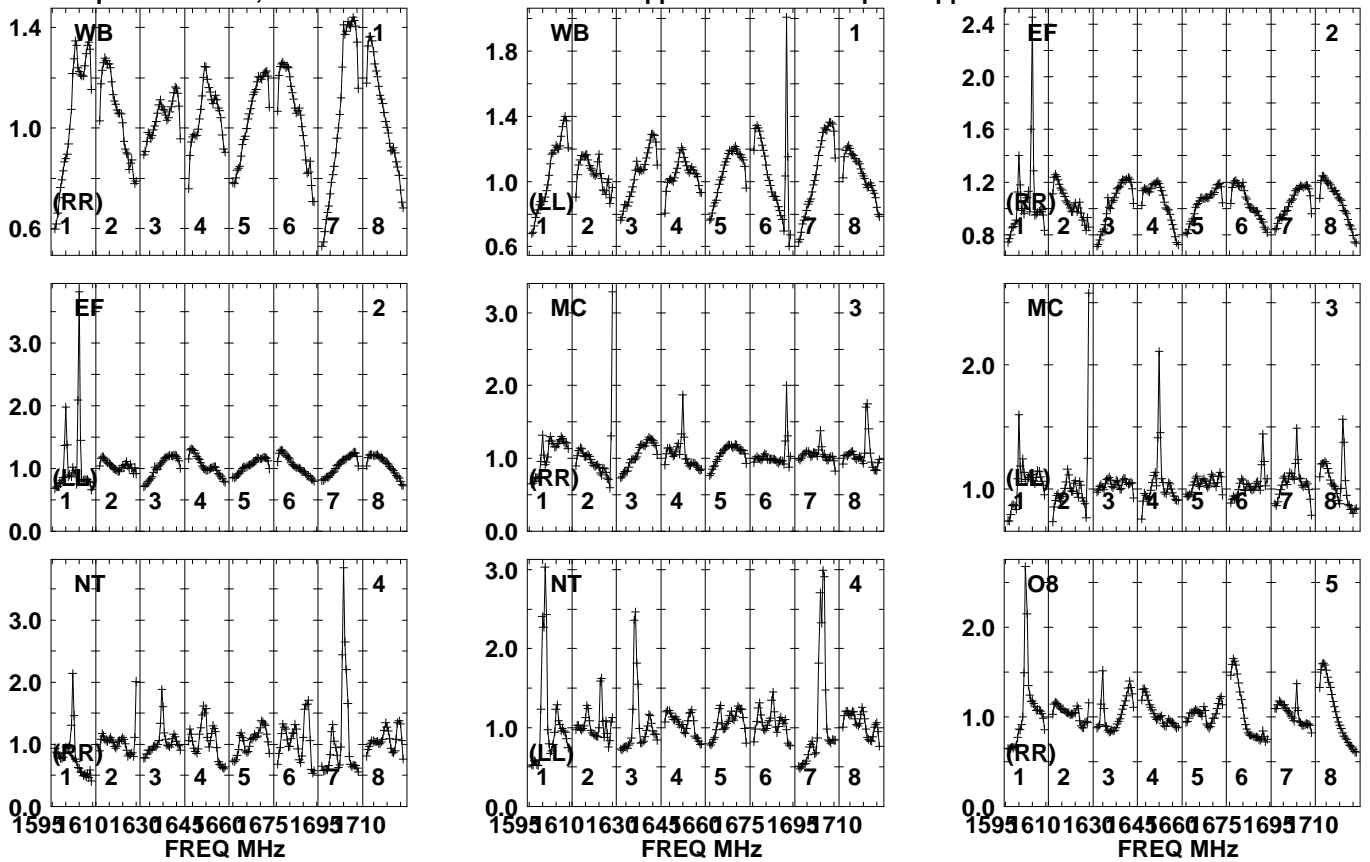 1.4 WB 1
1.2
1.0
(RR)
0.6 1 2 3 4 5 6 7 8
WB 1
1.8
1.4
1.0
(LL)
0.6 1 2 3 4 5 6 7 8
2.4 EF 2
2.0
1.6
1.2
(RR)
0.8 1 2 3 4 5 6 7 8
EF 2
3.0
2.0
1.0
(LL)
1 2 3 4 5 6 7 8
0.0
MC 3
3.0
2.0
1.0
(RR)
1 2 3 4 5 6 7 8
0.0
MC 3
2.0
1.0
(LL)
1 2 3 4 5 6 7 8
NT 4
3.0
2.0
1.0
(RR)
1 2 3 4 5 6 7 8
0.0
1595 1610 1630 1645 1660 1675 1695 1710
FREQ MHz
3.0 NT 4
2.0
1.0
(LL)
1 2 3 4 5 6 7 8
0.0
1595 1610 1630 1645 1660 1675 1695 1710
FREQ MHz
O8 5
2.0
1.0
(RR)
1 2 3 4 5 6 7 8
0.0
1595 1610 1630 1645 1660 1675 1695 1710
FREQ MHz